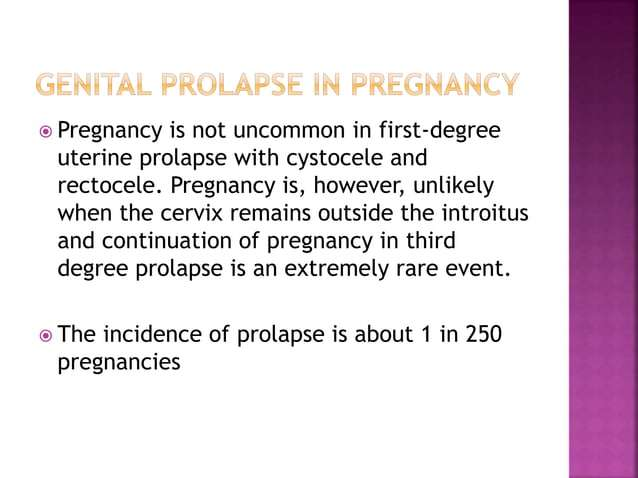 GENITAL PROLAPSE IN PREGNANCY
Pregnancy is not uncommon in first-degree
uterine prolapse with cystocele and
rectocele. Pregnancy is, however, unlikely
when the cervix remains outside the introitus
and continuation of pregnancy in third
degree prolapse is an extremely rare event.
The incidence of prolapse is about 1 in 250
pregnancies